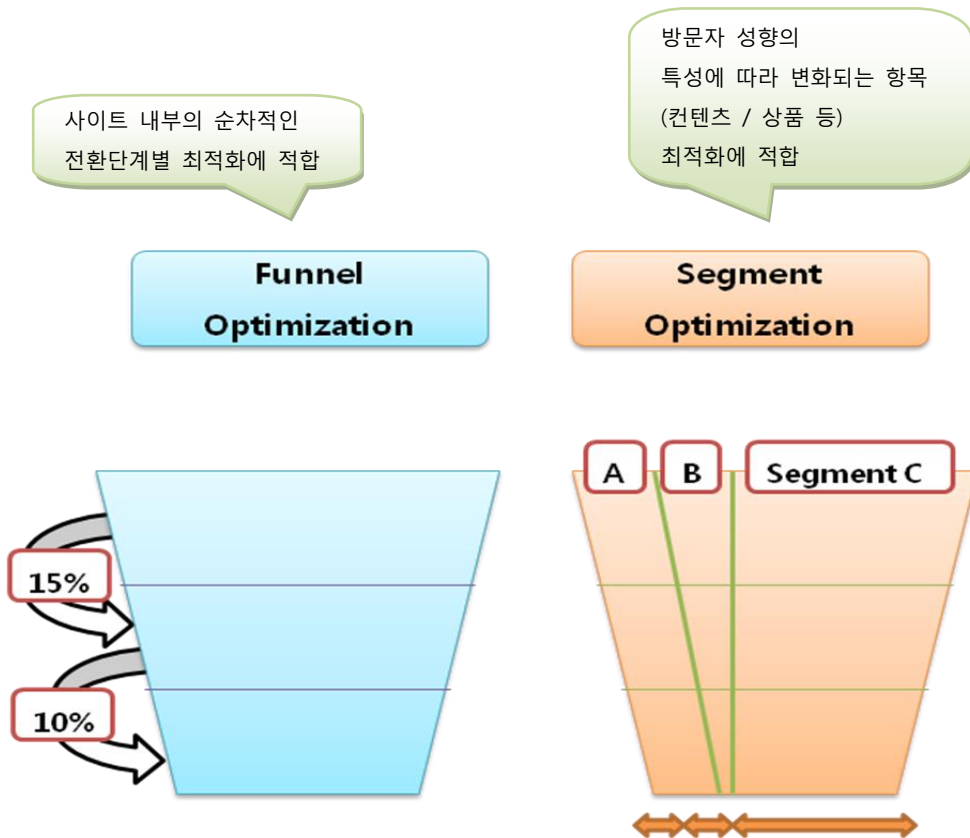 사이트 내부의 순차적인
전환단계별 최적화에 적합
방문자 성향의
특성에 따라 변화되는 항목
(컨텐츠 / 상품 등)
최적화에 적합
Funnel
Optimization
Segment
Optimization
15%
10%
A
B
Segment C